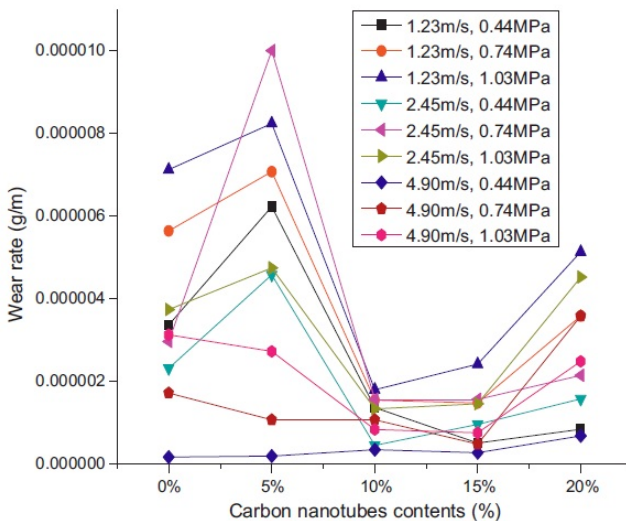 1.23m/s, 0.44MPa
1.23m/s, 0.74MPa
1.23m/s, 1.03MPa
2.45m/s, 0.44MPa
2.45m/s, 0.74MPa
2.45m/s, 1.03MPa
4.90m/s, 0.44MPa
4.90m/s, 0.74MPa
4.90m/s, 1.03MPa
Wear rate (g/m)
0.000010
0.000008
0.000006
0.000004
0.000002
0.000000
0% 5% 10% 15% 20%
Carbon nanotubes contents (%)